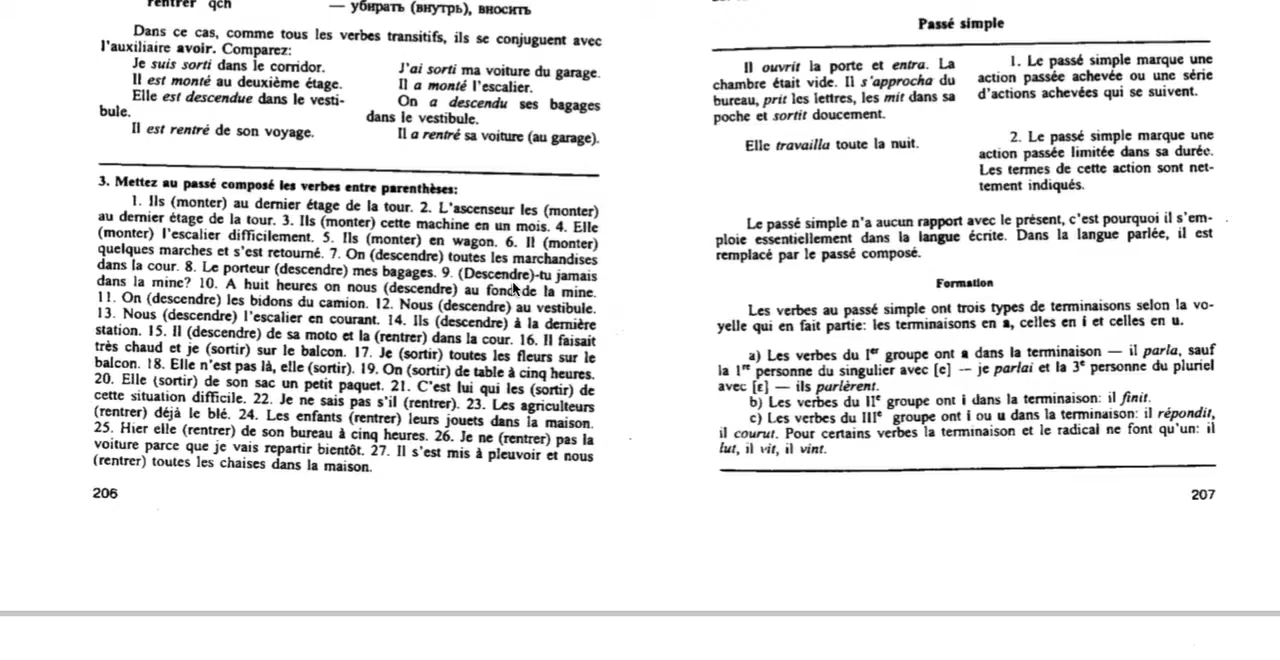 rentrer qch — убирать (внутрь), вносить
Dans ce cas, comme tous les verbes transitifs, ils se conjuguent avec
l'auxiliaire avoir. Comparez:
Je suis sorti dans le corridor.
Il est monté au deuxième étage.
Elle est descendue dans le vesti-
bule.
Il est rentré de son voyage.
J'ai sorti ma voiture du garage.
Il a monté l'escalier.
On a descendu ses bagages
dans le vestibule.
Il a rentré sa voiture (au garage).
3. Mettez au passé composé les verbes entre parenthèses:
1. Ils (monter) au dernier étage de la tour. 2. L'ascenseur les (monter)
au dernier étage de la tour. 3. Ils (monter) cette machine en un mois. 4. Elle
(monter) l'escalier difficilement. 5. Ils (monter) en wagon. 6. Il (monter)
quelques marches et s'est retourné. 7. On (descendre) toutes les marchandises
dans la cour. 8. Le porteur (descendre) mes bagages. 9. (Descendre)-tu jamais
dans la mine? 10. A huit heures on nous (descendre) au fond de la mine.
11. On (descendre) les bidons du camion. 12. Nous (descendre) au vestibule.
13. Nous (descendre) l'escalier en courant. 14. Ils (descendre) à la dernière
station. 15. Il (descendre) de sa moto et la (rentrer) dans la cour. 16. Il faisait
très chaud et je (sortir) sur le balcon. 17. Je (sortir) toutes les fleurs sur le
balcon. 18. Elle n'est pas là, elle (sortir). 19. On (sortir) de table à cinq heures.
20. Elle (sortir) de son sac un petit paquet. 21. C'est lui qui les (sortir) de
cette situation difficile. 22. Je ne sais pas s'il (rentrer). 23. Les agriculteurs
(rentrer) déjà le blé. 24. Les enfants (rentrer) leurs jouets dans la maison.
25. Hier elle (rentrer) de son bureau à cinq heures. 26. Je ne (rentrer) pas la
voiture parce que je vais repartir bientôt. 27. Il s'est mis à pleuvoir et nous
(rentrer) toutes les chaises dans la maison.
206
Passé simple
Il ouvrit la porte et entra. La
chambre était vide. Il s'approcha du
bureau, prit les lettres, les mit dans sa
poche et sortit doucement.
Elle travailla toute la nuit.
1. Le passé simple marque une
action passée achevée ou une série
d'actions achevées qui se suivent.
2. Le passé simple marque une
action passée limitée dans sa durée.
Les termes de cette action sont net-
tement indiqués.
Le passé simple n'a aucun rapport avec le présent, c'est pourquoi il s'em-
ploie essentiellement dans la langue écrite. Dans la langue parlée, il est
remplacé par le passé composé.
Formation
Les verbes au passé simple ont trois types de terminaisons selon la vo-
yelle qui en fait partie: les terminaisons en a, celles en i et celles en u.
a) Les verbes du Iᵉʳ groupe ont a dans la terminaison — il parla, sauf
la 1ʳᵉ personne du singulier avec [e] — je parlai et la 3ᵉ personne du pluriel
avec [ɛ] — ils parlèrent.
b) Les verbes du IIᵉ groupe ont i dans la terminaison: il finit.
c) Les verbes du IIIᵉ groupe ont i ou u dans la terminaison: il répondit,
il courut. Pour certains verbes la terminaison et le radical ne font qu'un: il
lut, il vit, il vint.
207